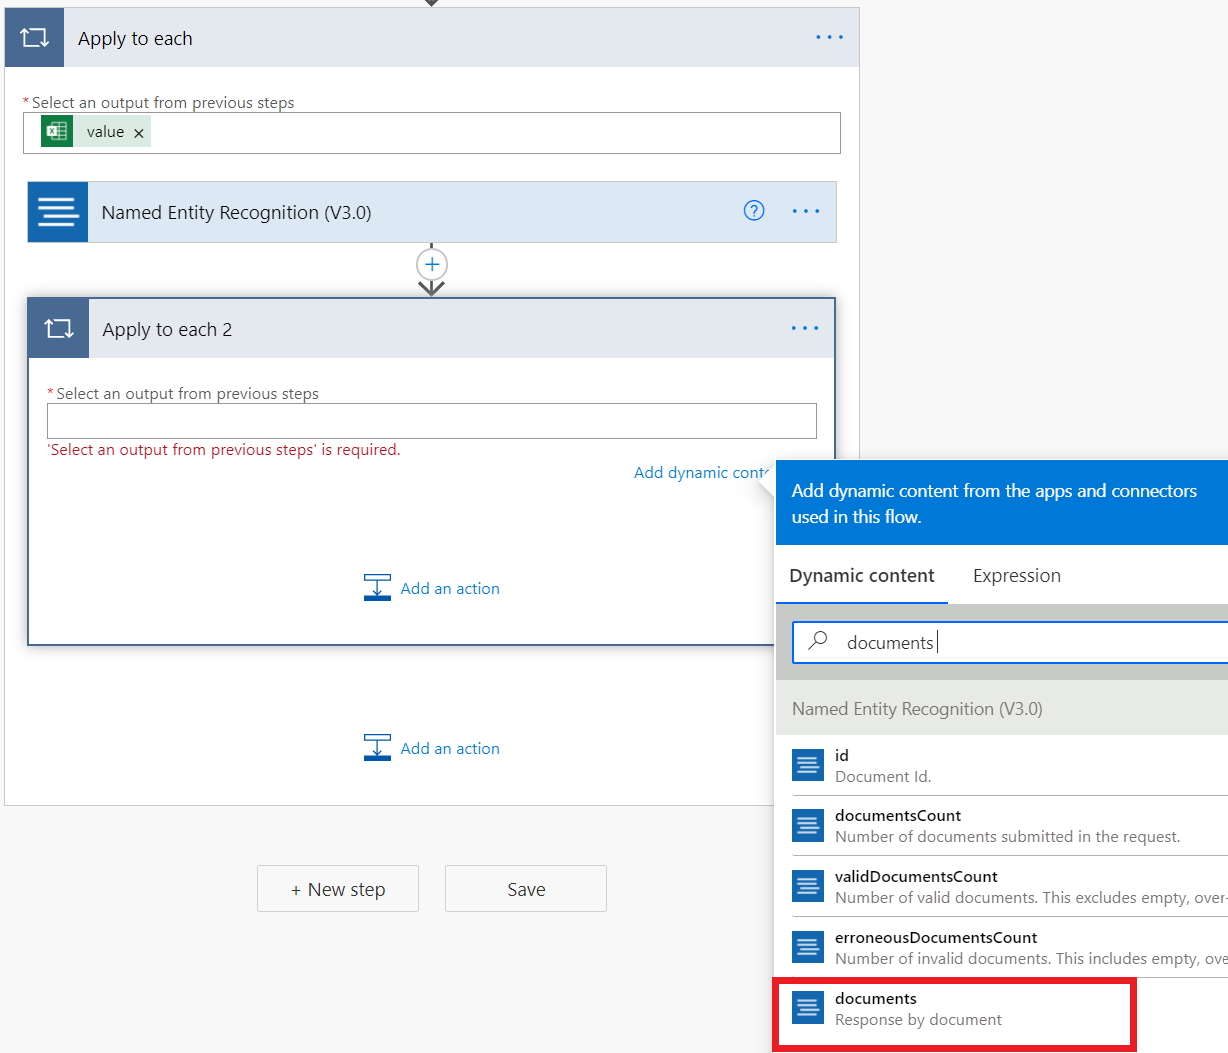 Apply to each
* Select an output from previous steps
value
Named Entity Recognition (V3.0)
Apply to each 2
* Select an output from previous steps
'Select an output from previous steps' is required.
Add dynamic conte
Add dynamic content from the apps and connectors
used in this flow.
Dynamic content Expression
documents
Named Entity Recognition (V3.0)
id
Document Id.
documentsCount
Number of documents submitted in the request.
validDocumentsCount
Number of valid documents. This excludes empty, over-
erroneousDocumentsCount
Number of invalid documents. This includes empty, ove
documents
Response by document
Add an action
Add an action
+ New step
Save